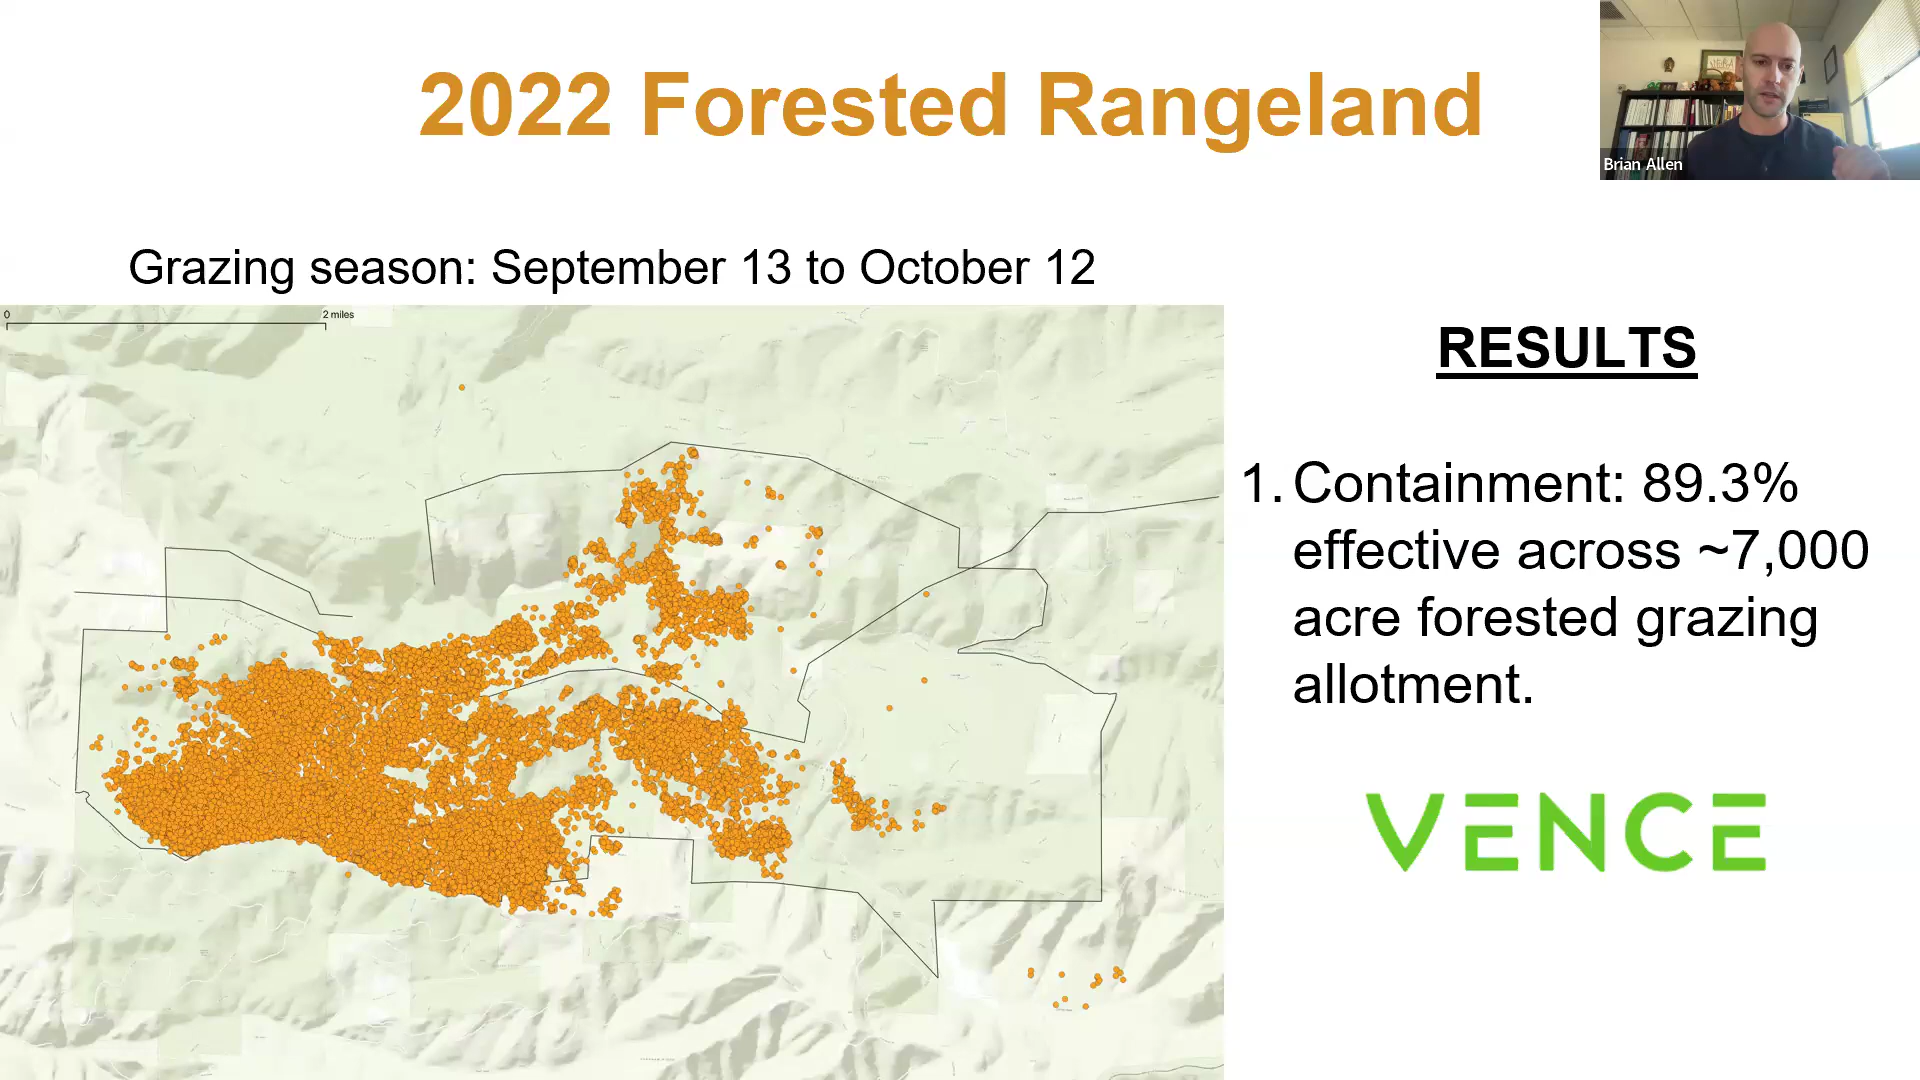 2022 Forested Rangeland
Brian Allen
Grazing season: September 13 to October 12
0
2 miles
RESULTS
1. Containment: 89.3%
effective across ~7,000
acre forested grazing
allotment.
VENCE